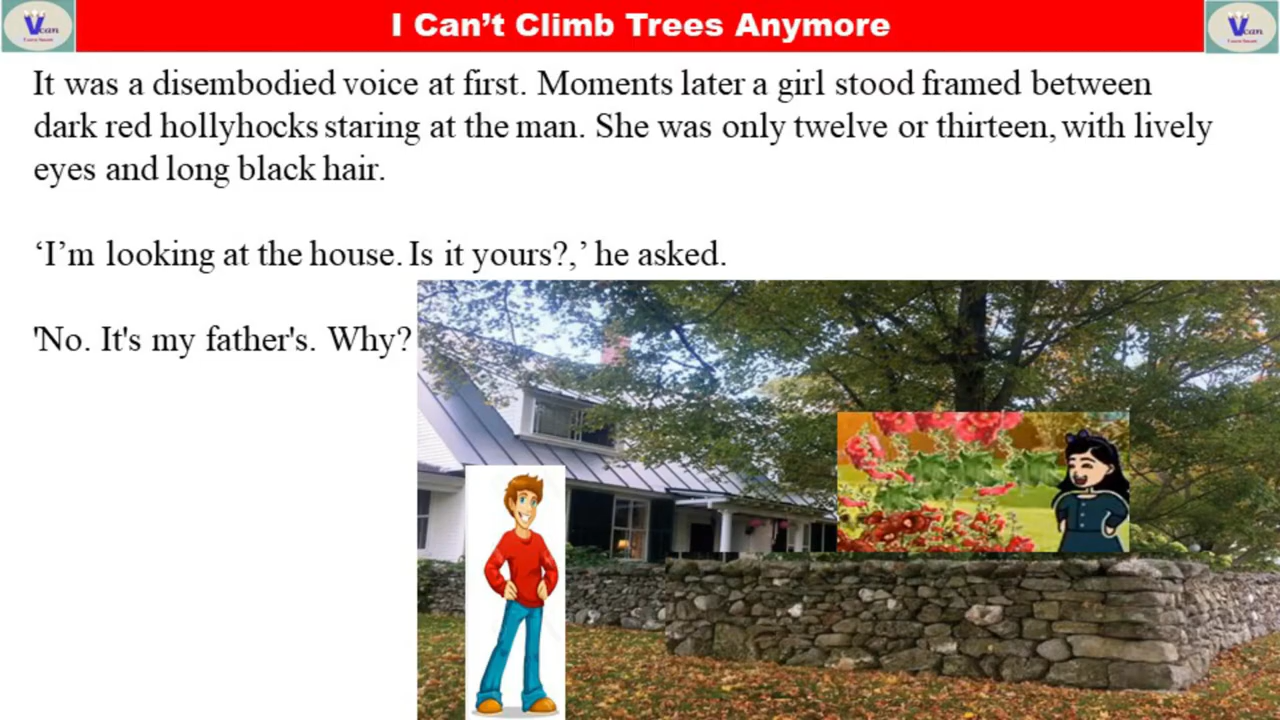 I Can’t Climb Trees Anymore
Vcan
Vcan
It was a disembodied voice at first. Moments later a girl stood framed between
dark red hollyhocks staring at the man. She was only twelve or thirteen, with lively
eyes and long black hair.
‘I’m looking at the house. Is it yours?,’ he asked.
'No. It's my father's. Why?